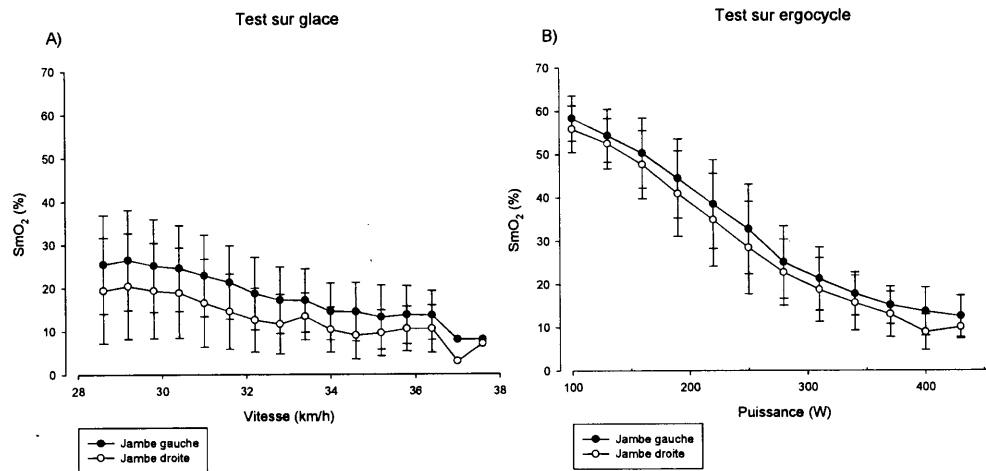 Test sur glace
A)
SmO2 (%)
70
60
50
40
30
20
10
0
28 30 32 34 36 38
Vitesse (km/h)
Jambe gauche
Jambe droite
Test sur ergocycle
B)
SmO2 (%)
70
60
50
40
30
20
10
0
100 200 300 400
Puissance (W)
Jambe gauche
Jambe droite